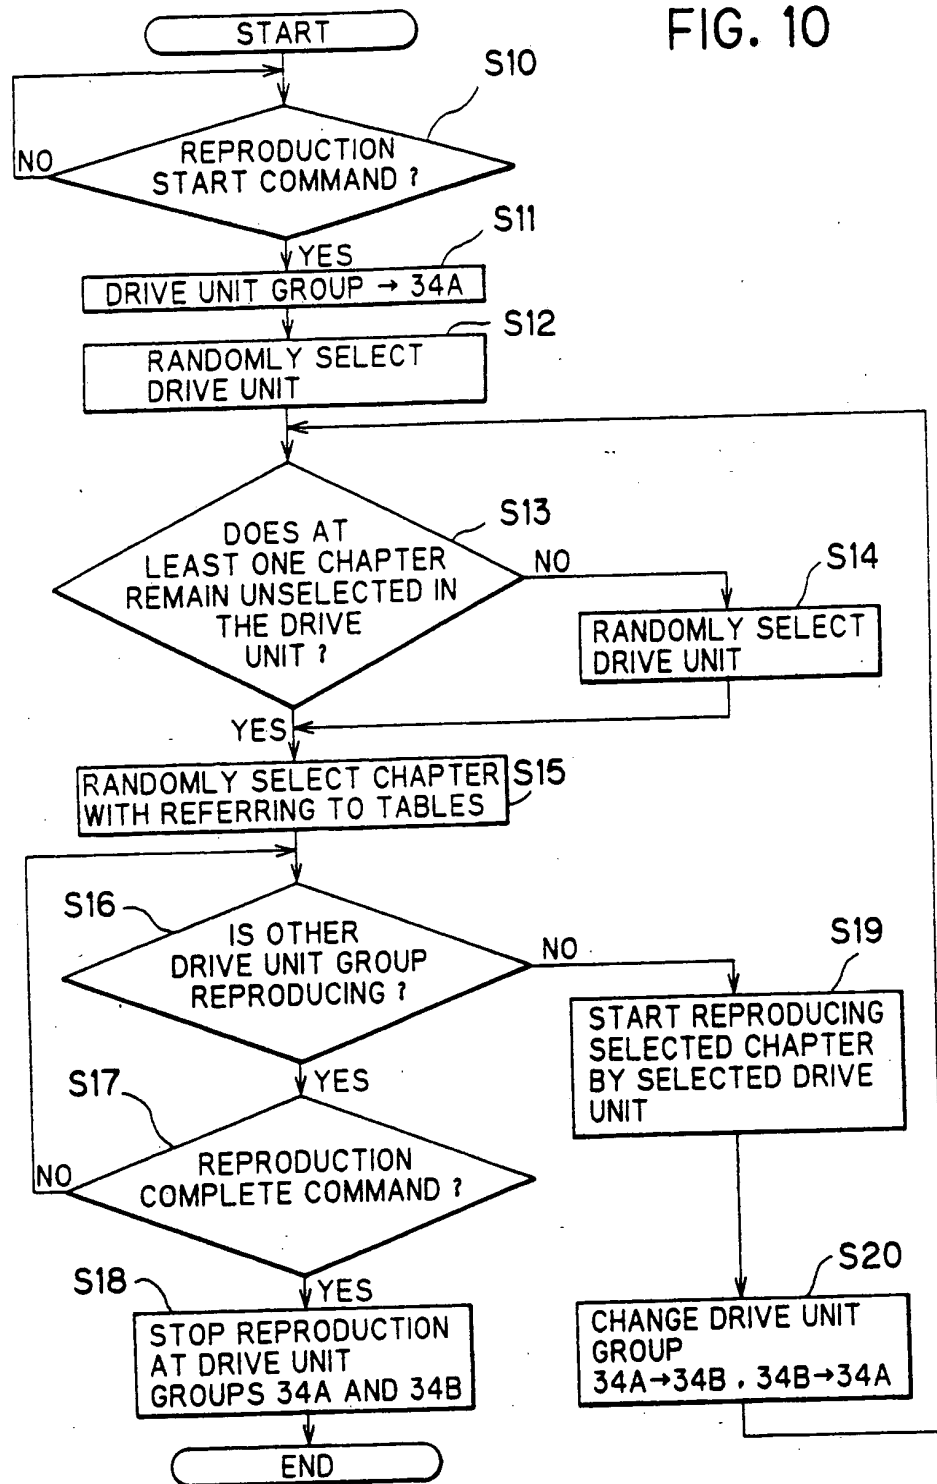 FIG. 10
START
S10
REPRODUCTION
START COMMAND ?
NO
YES
S11
DRIVE UNIT GROUP → 34A
S12
RANDOMLY SELECT
DRIVE UNIT
S13
DOES AT
LEAST ONE CHAPTER
REMAIN UNSELECTED IN
THE DRIVE
UNIT ?
NO
S14
RANDOMLY SELECT
DRIVE UNIT
YES
RANDOMLY SELECT CHAPTER
WITH REFERRING TO TABLES
S15
S16
IS OTHER
DRIVE UNIT GROUP
REPRODUCING ?
NO
S19
START REPRODUCING
SELECTED CHAPTER
BY SELECTED DRIVE
UNIT
YES
S17
REPRODUCTION
COMPLETE COMMAND ?
NO
YES
S18
STOP REPRODUCTION
AT DRIVE UNIT
GROUPS 34A AND 34B
S20
CHANGE DRIVE UNIT
GROUP
34A→34B . 34B→34A
END